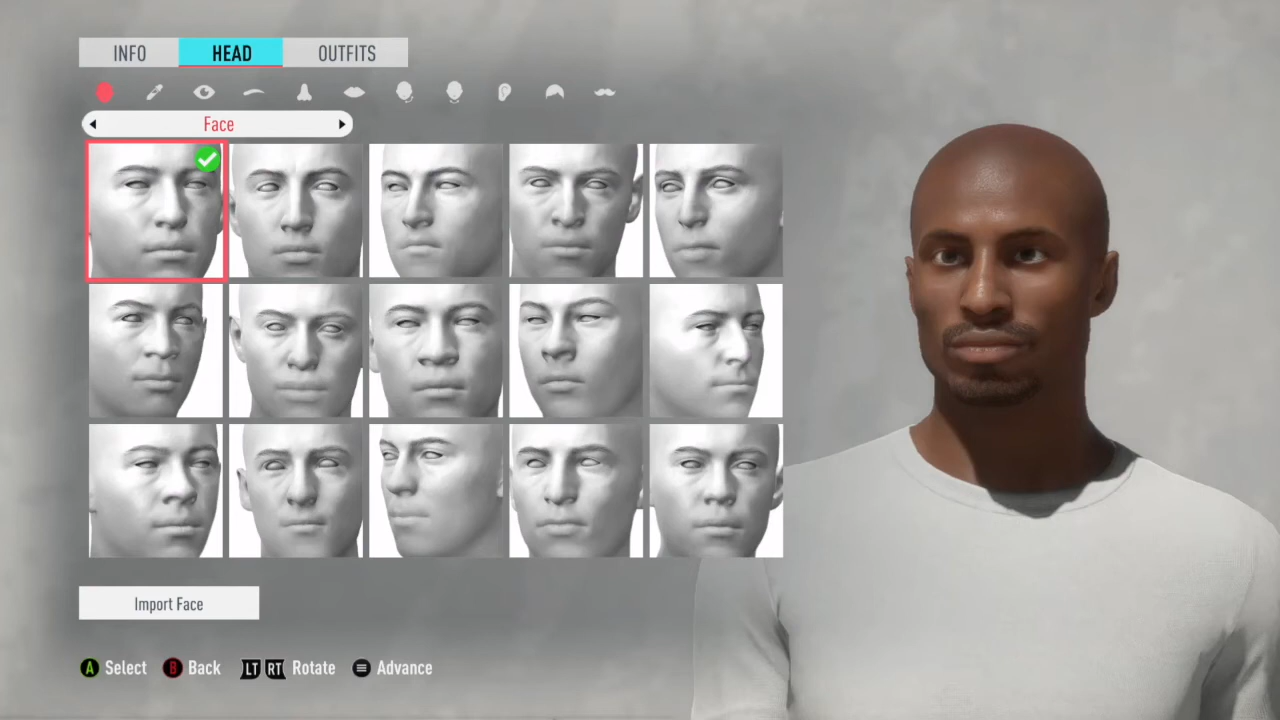 INFO HEAD OUTFITS
Face
Import Face
A Select B Back LT RT Rotate Advance